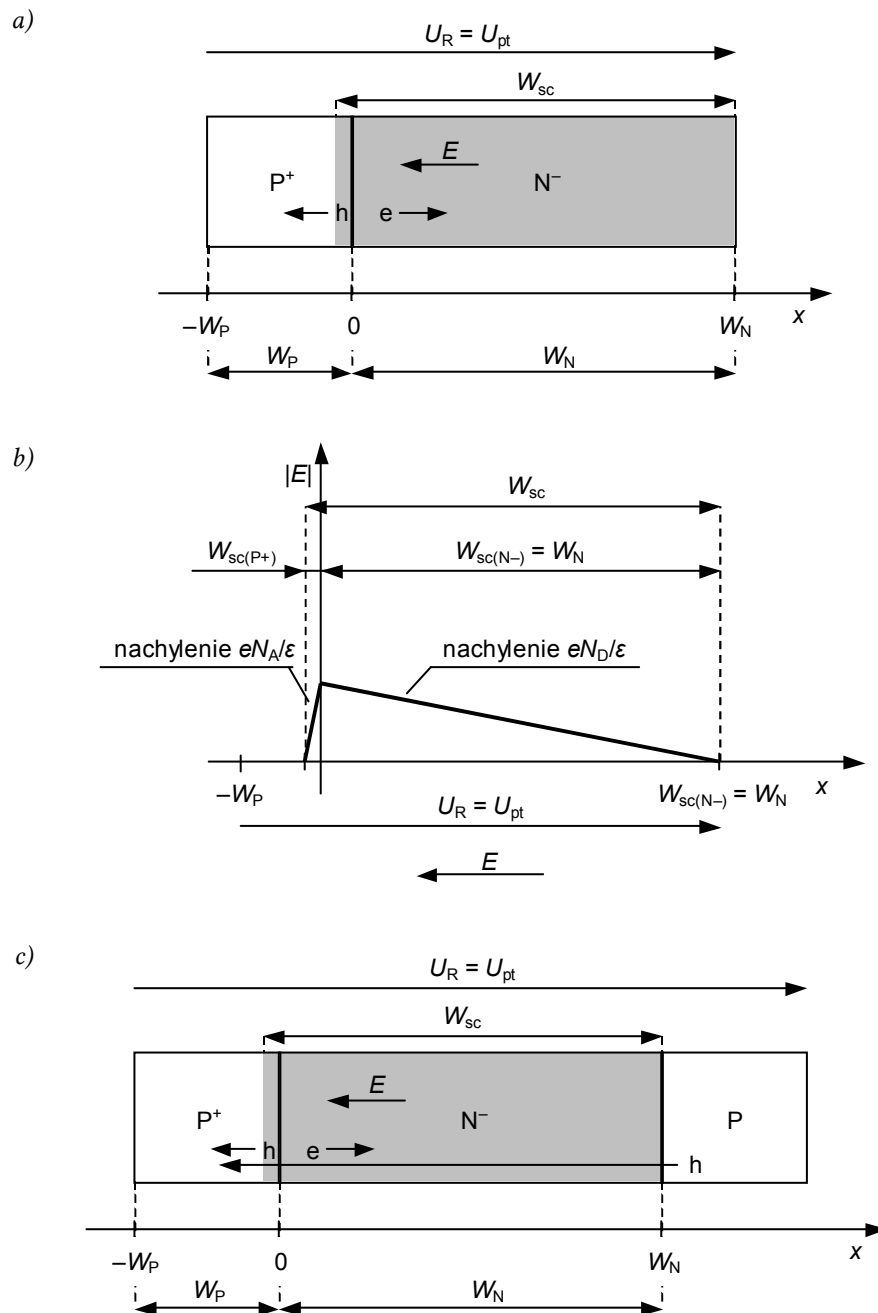 a)
U_R = U_pt
W_sc
E
P⁺ N⁻
h e
–W_P 0 W_N x
W_P W_N
b)
|E|
W_sc
W_sc(P+) W_sc(N–) = W_N
nachylenie eN_A/ε nachylenie eN_D/ε
–W_P W_sc(N–) = W_N x
U_R = U_pt
E
c)
U_R = U_pt
W_sc
E
P⁺ N⁻ P
h e h
–W_P 0 W_N x
W_P W_N